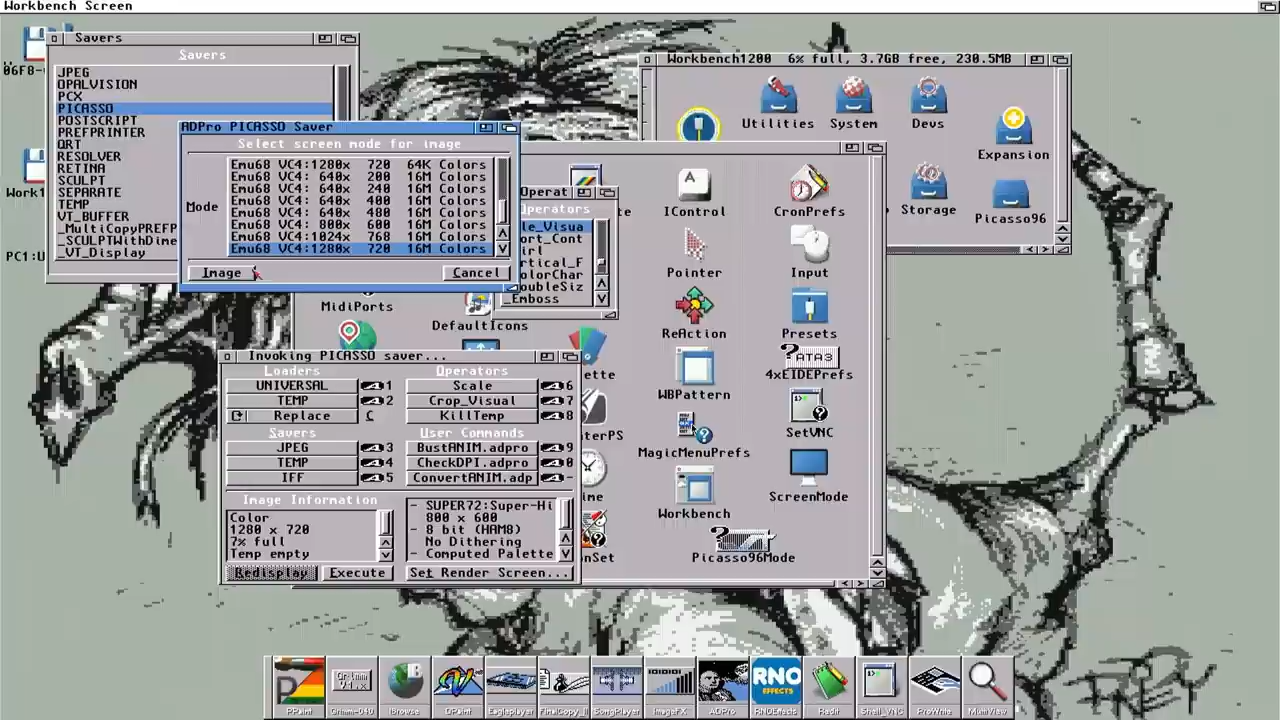 Workbench Screen
Savers
Savers
JPEG
OPALVISION
PCX
PICASSO
POSTSCRIPT
PREFPRINTER
QRT
RESOLVER
RETINA
SCULPT
SEPARATE
TEMP
VT_BUFFER
_MultiCopyPREFP
_SCULPTWithDime
_VT_Display
ADPro PICASSO Saver
Select screen mode for image
Mode
Emu68 VC4:1280x 720 64K Colors
Emu68 VC4: 640x 200 16M Colors
Emu68 VC4: 640x 240 16M Colors
Emu68 VC4: 640x 400 16M Colors
Emu68 VC4: 640x 480 16M Colors
Emu68 VC4: 800x 600 16M Colors
Emu68 VC4:1024x 768 16M Colors
Emu68 VC4:1280x 720 16M Colors
Image
Cancel
Operat
Operators
_Emboss
Workbench1200 6% full, 3.7GB free, 230.5MB
Utilities
System
Devs
Expansion
Storage
Picasso96
IControl
CronPrefs
Pointer
Input
MidiPorts
DefaultIcons
ReAction
Presets
WBPattern
4xEIDEPrefs
MagicMenuPrefs
SetVNC
Workbench
ScreenMode
Picasso96Mode
Invoking PICASSO saver...
Loaders
UNIVERSAL 1
TEMP 2
Replace C
Operators
Scale 6
Crop_Visual 7
KillTemp 8
Savers
JPEG 3
TEMP 4
IFF 5
User Commands
BustANIM.adpro 9
CheckDPI.adpro 0
ConvertANIM.adp -
Image Information
Color
1280 x 720
7% full
Temp empty
- SUPER72:Super-Hi
800 x 600
- 8 bit (HAM8)
No Dithering
- Computed Palette
Redisplay
Execute
Set Render Screen...
PPaint
IBrowse
DPaint
Eagleplayer
SongPlayer
ImageFX
ADPro
RNO
EFFECTS
RNOEffects
Redit
Shell_VNC
ProWrite
MultiView